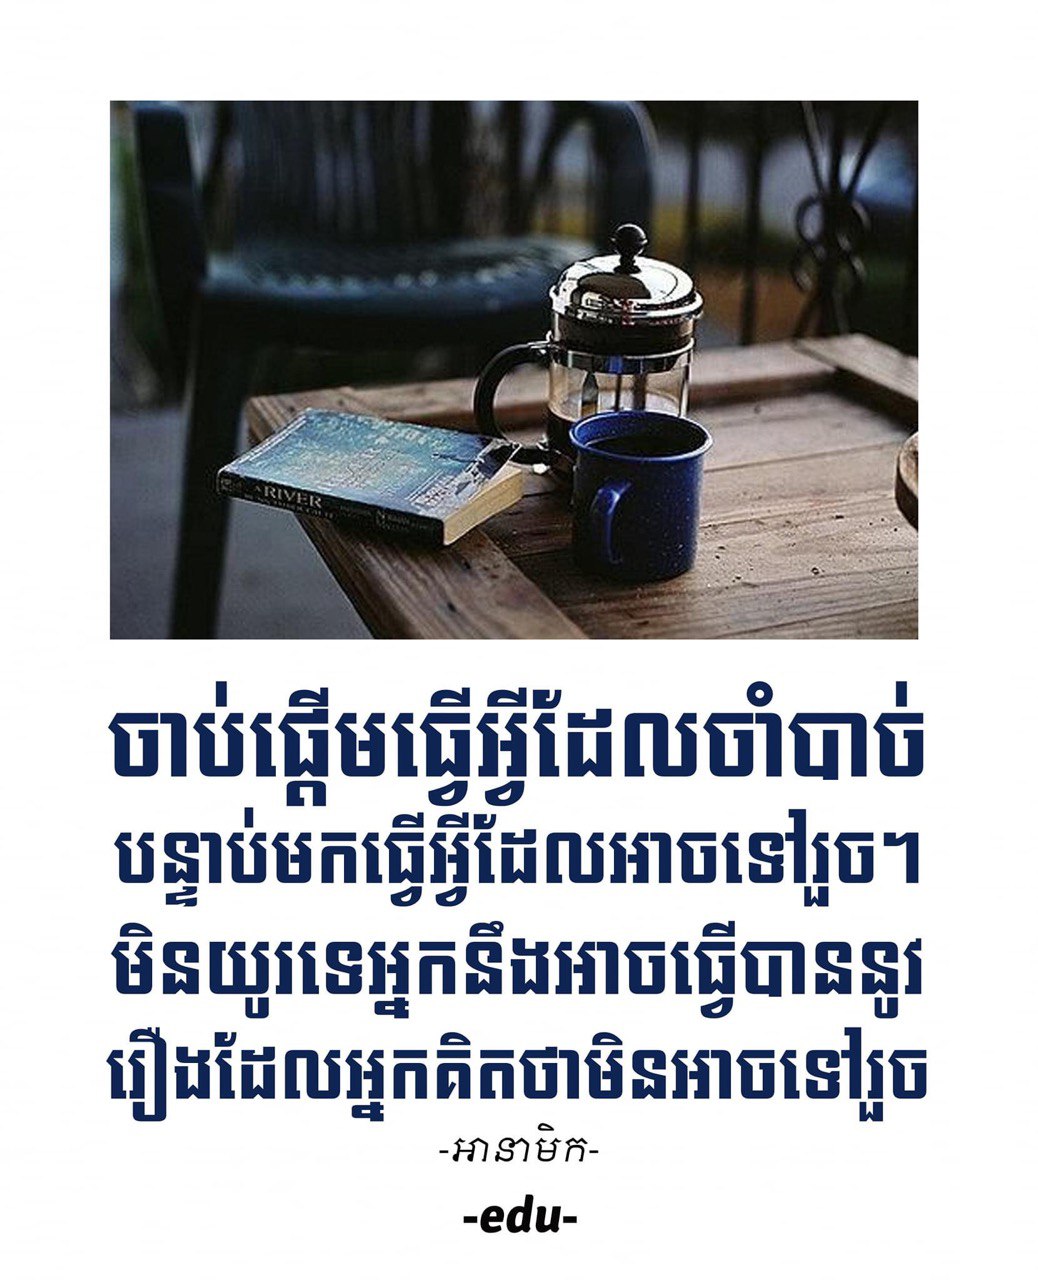 A RIVER
ចាប់ផ្ដើមធ្វើអ្វីដែលចាំបាច់
បន្ទាប់មកធ្វើអ្វីដែលអាចទៅរួច។
មិនយូរទេអ្នកនឹងអាចធ្វើបាននូវ
រឿងដែលអ្នកគិតថាមិនអាចទៅរួច
-អានាមិក-
-edu-